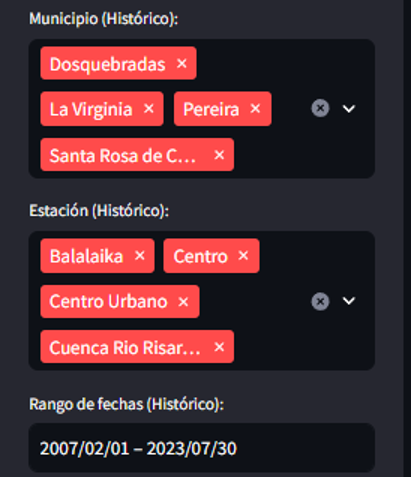 Municipio (Histórico):
Dosquebradas ×
La Virginia × Pereira ×
Santa Rosa de C... ×
Estación (Histórico):
Balalaika × Centro ×
Centro Urbano ×
Cuenca Rio Risar... ×
Rango de fechas (Histórico):
2007/02/01 – 2023/07/30